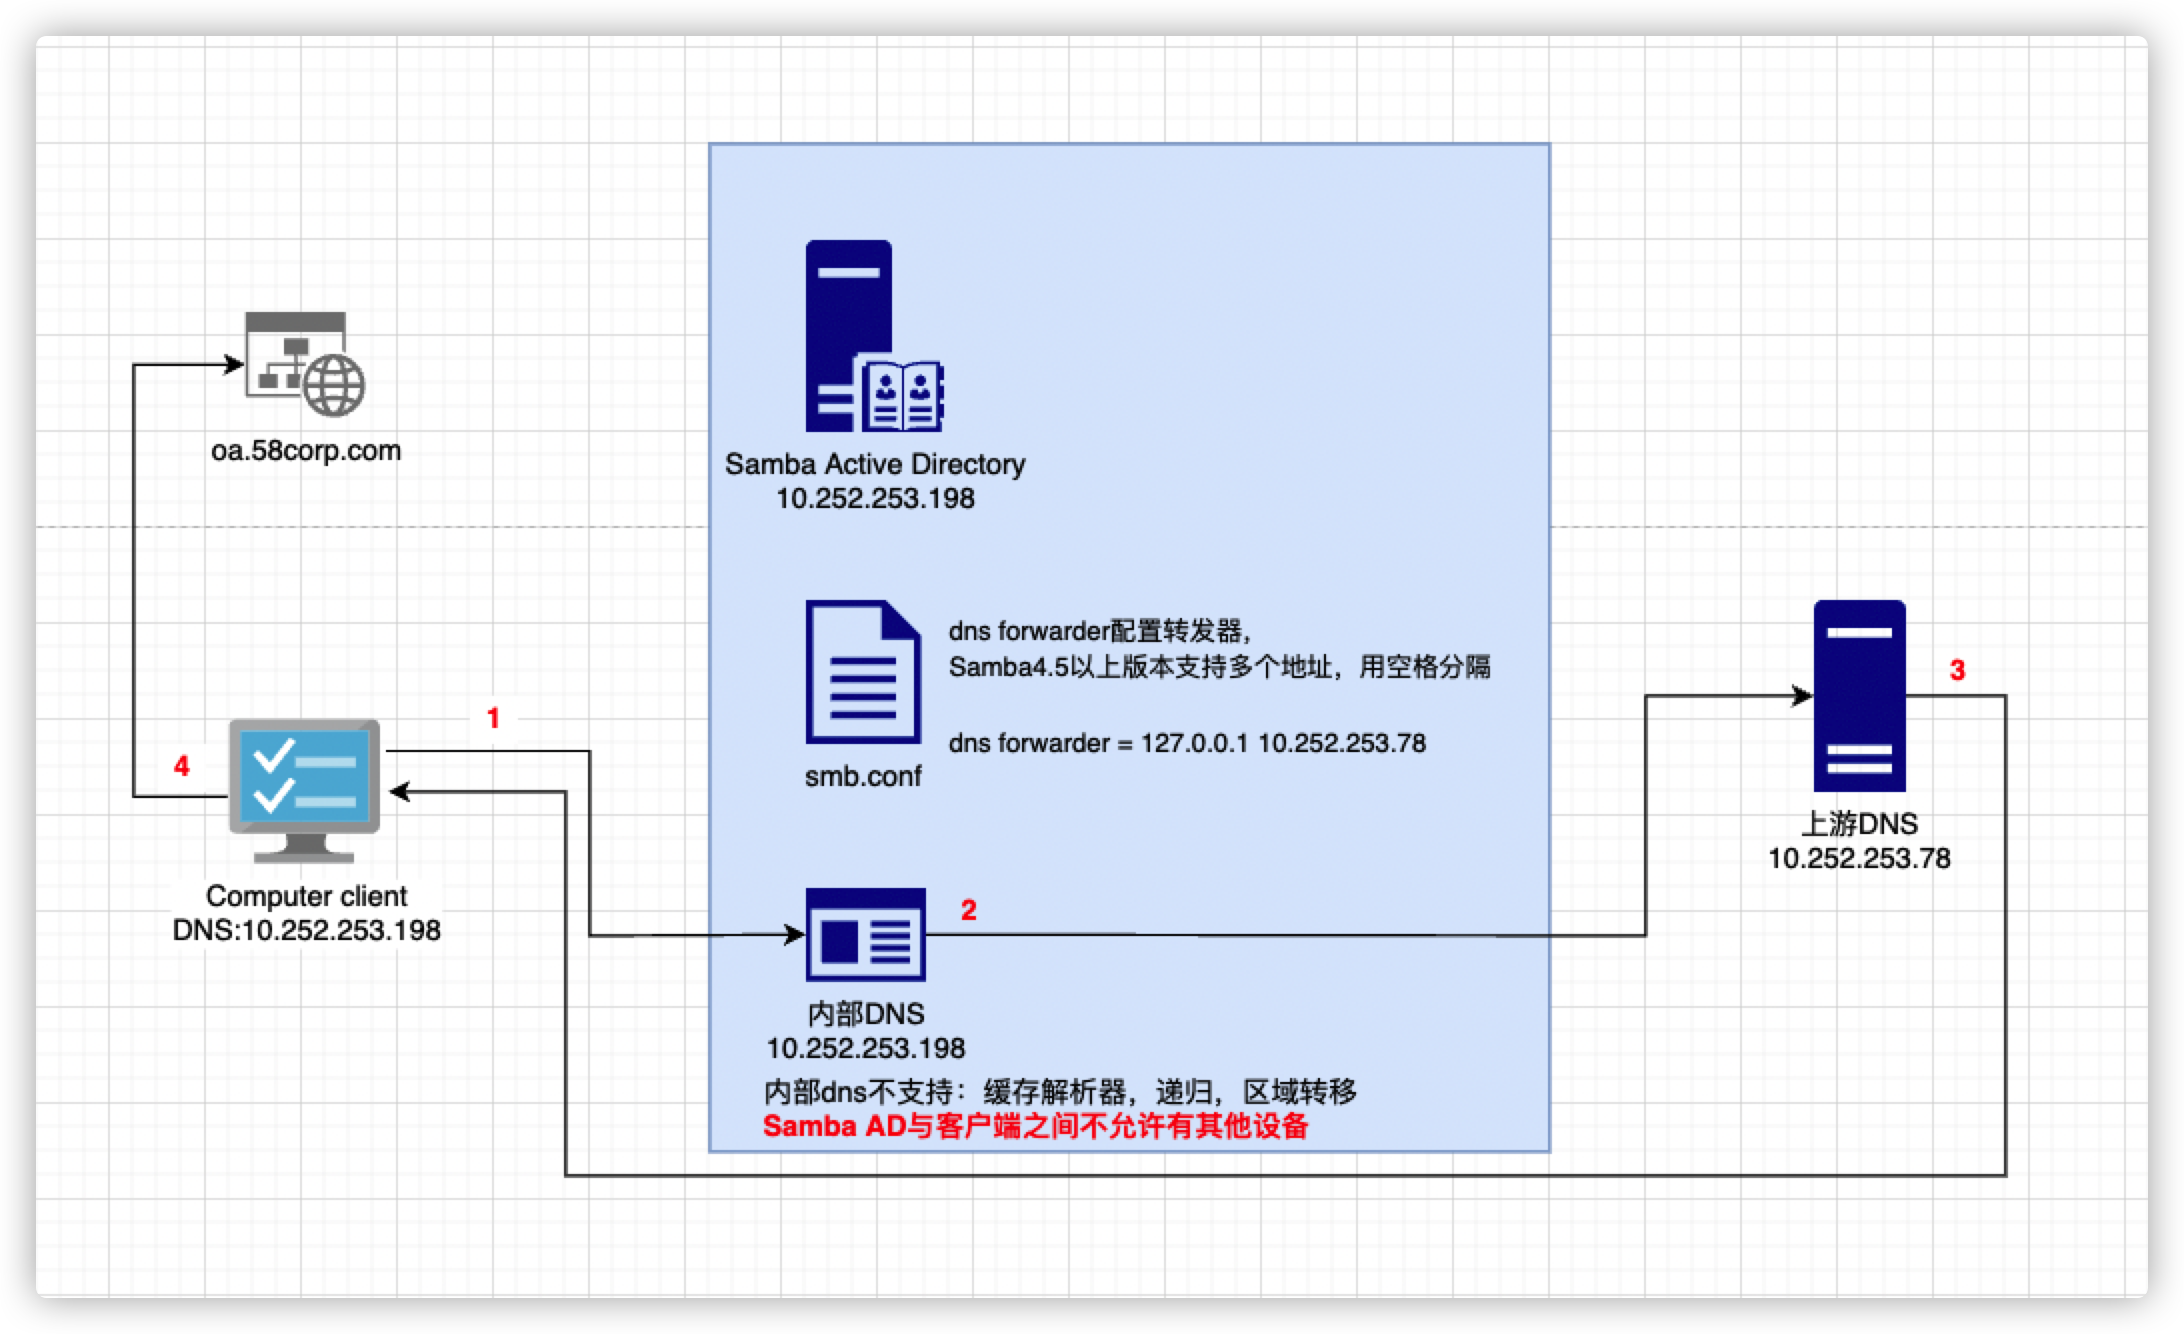 oa.58corp.com
Samba Active Directory
10.252.253.198
dns forwarder配置转发器，
Samba4.5以上版本支持多个地址，用空格分隔
dns forwarder = 127.0.0.1 10.252.253.78
smb.conf
1
2
3
4
Computer client
DNS:10.252.253.198
上游DNS
10.252.253.78
内部DNS
10.252.253.198
内部dns不支持：缓存解析器，递归，区域转移
Samba AD与客户端之间不允许有其他设备